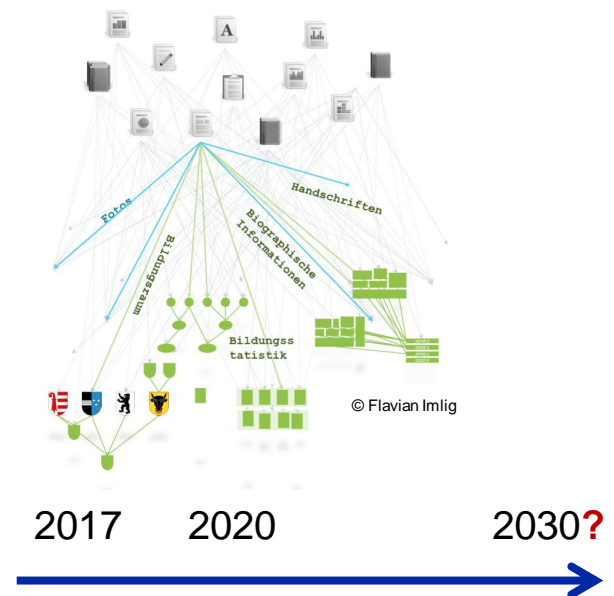 A
Fotos
Bildungsraum
Biographische
Informationen
Handschriften
Bildungss
tatistik
© Flavian Imlig
2017 2020 2030?